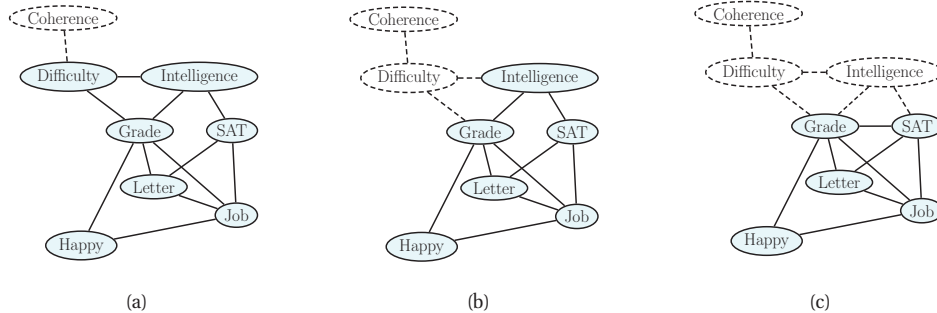 Coherence
Difficulty
Intelligence
Grade
SAT
Letter
Job
Happy
(a)
Coherence
Difficulty
Intelligence
Grade
SAT
Letter
Job
Happy
(b)
Coherence
Difficulty
Intelligence
Grade
SAT
Letter
Job
Happy
(c)